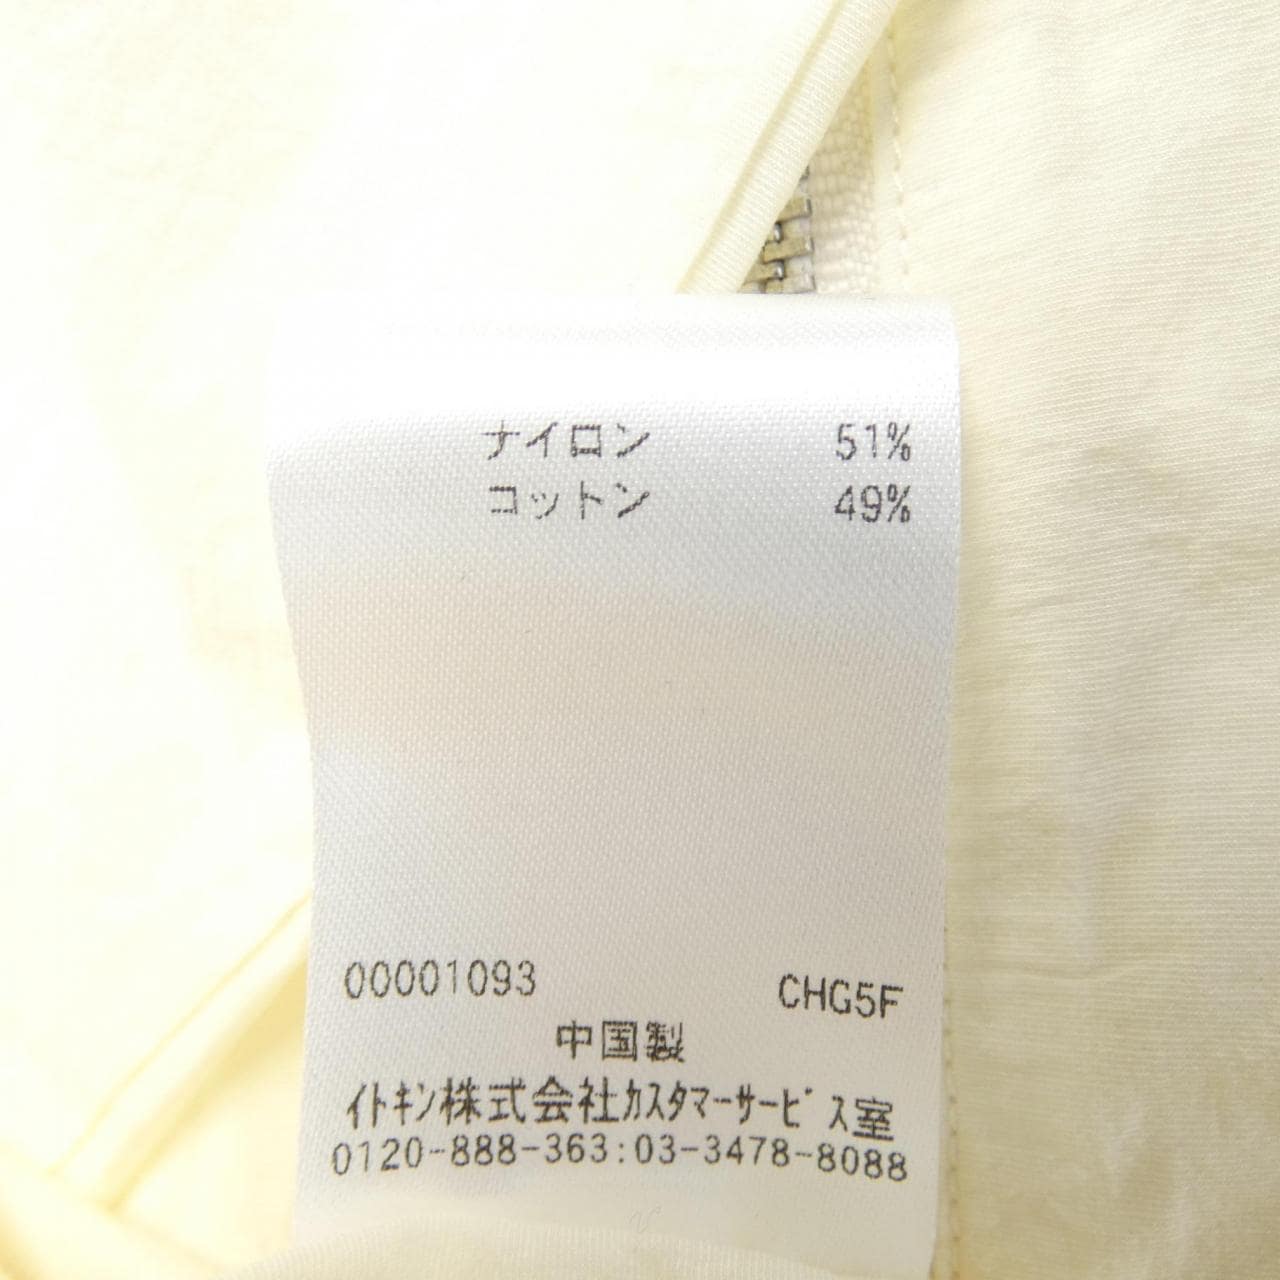 ナイロン 51%
コットン 49%
00001093 CHG5F
中国製
イトキン株式会社カスタマーサービス室
0120-888-363:03-3478-8088